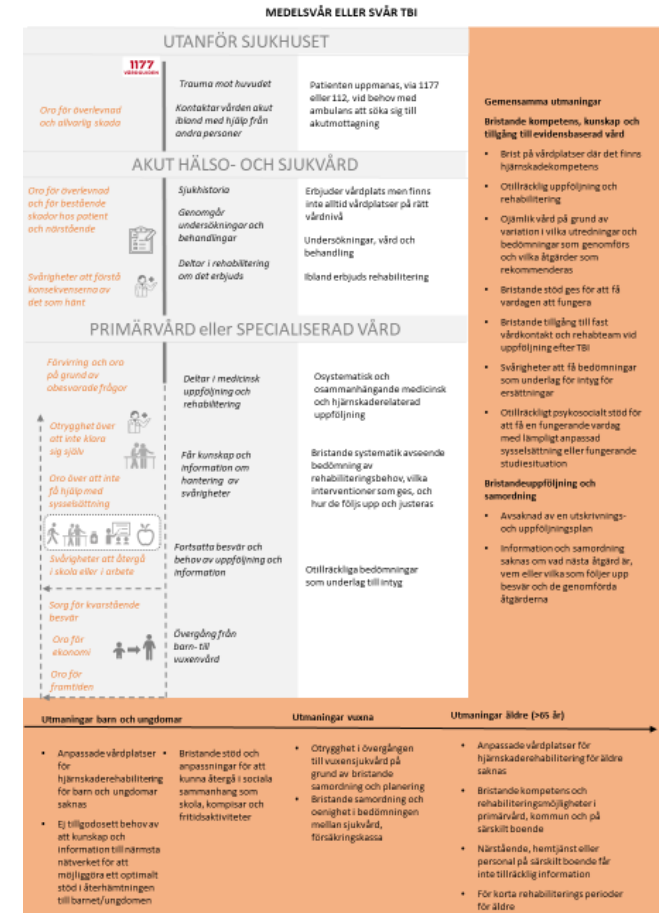 MEDELSVÅR ELLER SVÅR TBI
UTANFÖR SJUKHUSET
1177
VÅRDGUIDEN
Oro för överlevnad
och allvarlig skada
Trauma mot huvudet
Kontaktar vården akut
ibland med hjälp från
andra personer
Patienten uppmanas, via 1177
eller 112, vid behov med
ambulans att söka sig till
akutmottagning
AKUT HÄLSO- OCH SJUKVÅRD
Oro för överlevnad
och för bestående
skador hos patient
och närstående
Svårigheter att förstå
konsekvenserna av
det som hänt
Sjukhistoria
Genomgår
undersökningar och
behandlingar
Deltar i rehabilitering
om det erbjuds
Erbjuder vårdplats men finns
inte alltid vårdplatser på rätt
vårdnivå
Undersökningar, vård och
behandling
Ibland erbjuds rehabilitering
PRIMÄRVÅRD eller SPECIALISERAD VÅRD
Förvirring och oro
på grund av
obesvarade frågor
Otrygghet över
att inte klara
sig själv
Oro över att inte
få hjälp med
sysselsättning
Svårigheter att återgå
i skola eller i arbete
Sorg för kvarstående
besvär
Oro för
ekonomi
Oro för
framtiden
Deltar i medicinsk
uppföljning och
rehabilitering
Får kunskap och
information om
hantering av
svårigheter
Fortsatta besvär och
behov av uppföljning och
information
Övergång från
barn- till
vuxenvård
Osystematisk och
osammanhängande medicinsk
och hjärnskaderelaterad
uppföljning
Bristande systematik avseende
bedömning av
rehabiliteringsbehov, vilka
interventioner som ges, och
hur de följs upp och justeras
Otillräckliga bedömningar
som underlag till intyg
Gemensamma utmaningar
Bristande kompetens, kunskap och
tillgång till evidensbaserad vård
• Brist på vårdplatser där det finns
hjärnskadekompetens
• Otillräcklig uppföljning och
rehabilitering
• Ojämlik vård på grund av
variation i vilka utredningar och
bedömningar som genomförs
och vilka åtgärder som
rekommenderas
• Bristande stöd ges för att få
vardagen att fungera
• Bristande tillgång till fast
vårdkontakt och rehabteam vid
uppföljning efter TBI
• Svårigheter att få bedömningar
som underlag för intyg för
ersättningar
• Otillräckligt psykosocialt stöd för
att få en fungerande vardag
med lämpligt anpassad
sysselsättning eller fungerande
studiesituation
Bristandeuppföljning och
samordning
• Avsaknad av en utskrivnings-
och uppföljningsplan
• Information och samordning
saknas om vad nästa åtgärd är,
vem eller vilka som följer upp
besvär och de genomförda
åtgärderna
Utmaningar barn och ungdomar
• Anpassade vårdplatser
för
hjärnskaderehabilitering
för barn och ungdomar
saknas
• Ej tillgodosett behov av
att kunskap och
information till närmsta
nätverket för att
möjliggöra ett optimalt
stöd i återhämtningen
till barnet/ungdomen
• Bristande stöd och
anpassningar för att
kunna återgå i sociala
sammanhang som
skola, kompisar och
fritidsaktiviteter
Utmaningar vuxna
• Otrygghet i övergången
till vuxensjukvård på
grund av bristande
samordning och planering
• Bristande samordning och
oenighet i bedömningen
mellan sjukvård,
försäkringskassa
Utmaningar äldre (>65 år)
• Anpassade vårdplatser för
hjärnskaderehabilitering för äldre
saknas
• Bristande kompetens och
rehabiliteringsmöjligheter i
primärvård, kommun och på
särskilt boende
• Närstående, hemtjänst eller
personal på särskilt boende får
inte tillräcklig information
• För korta rehabiliterings perioder
för äldre